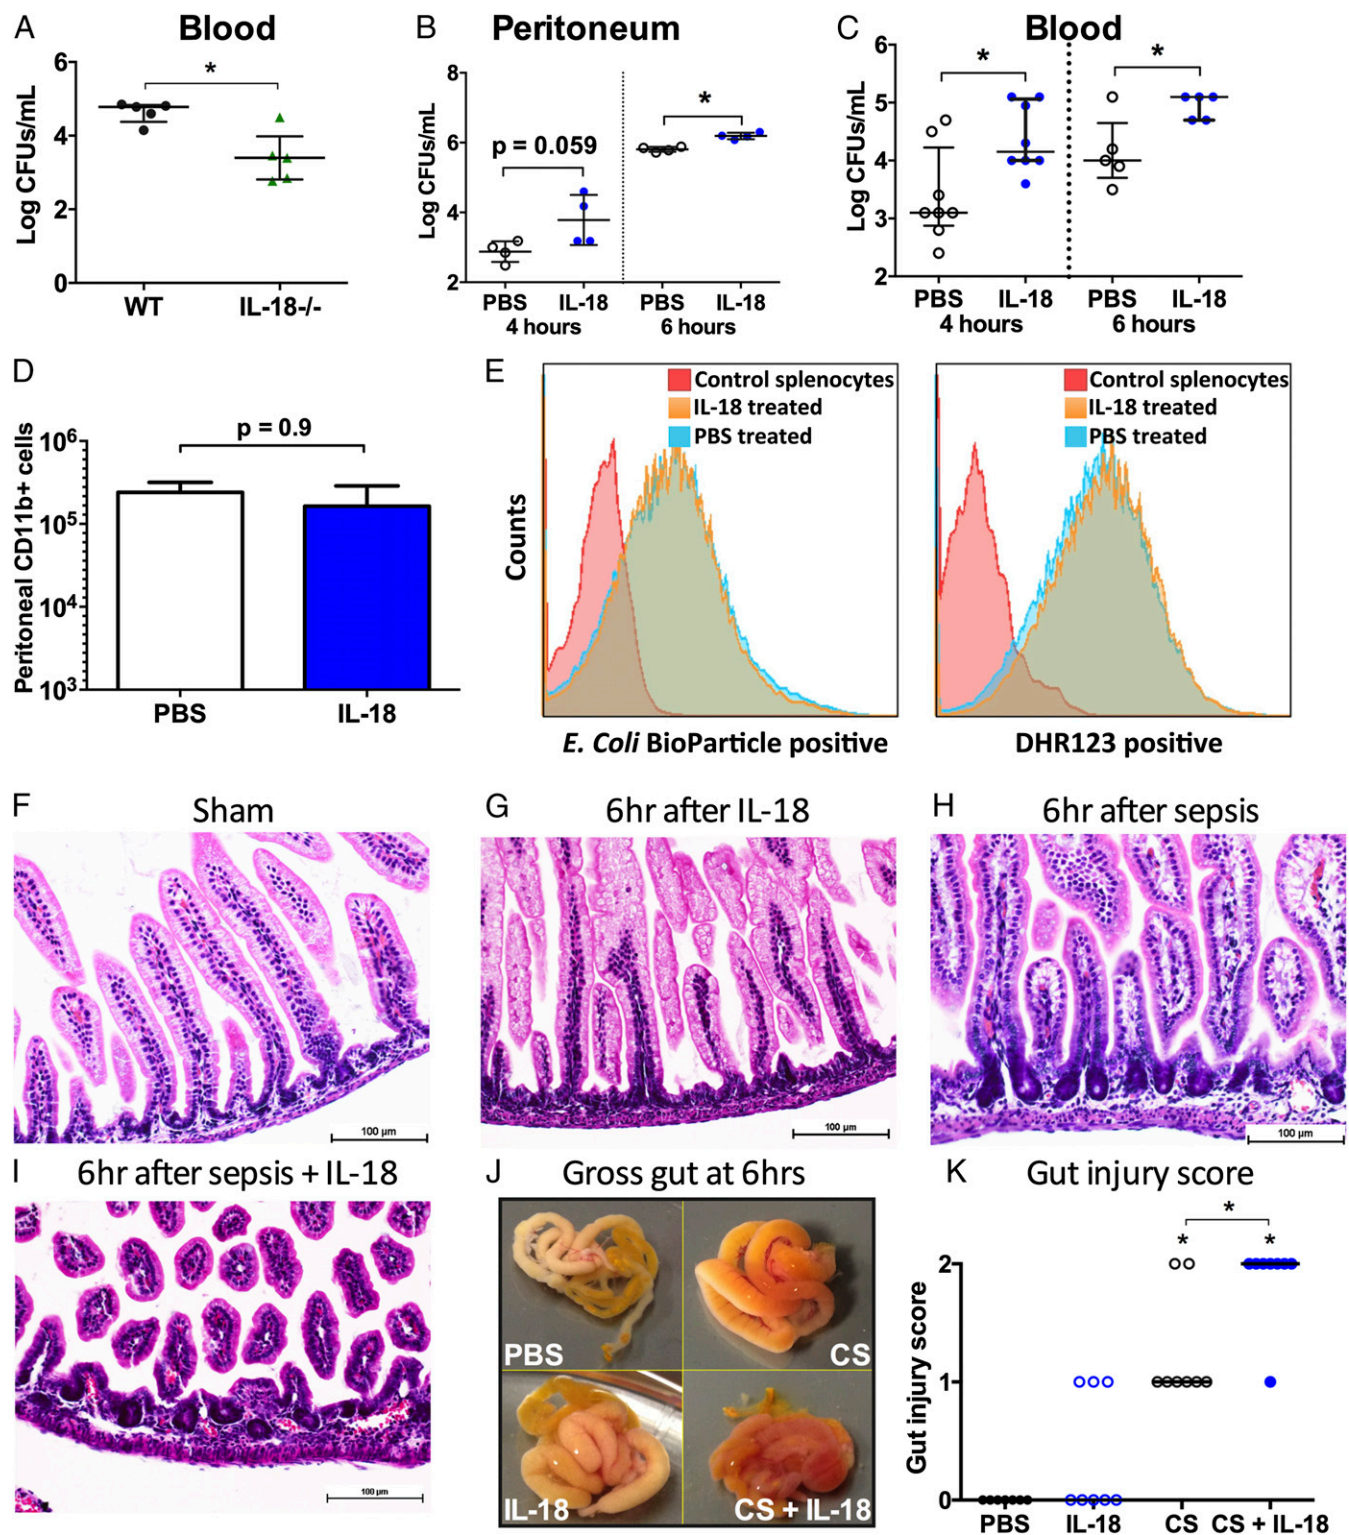 A Blood
*
Log CFUs/mL
6
4
2
0
WT IL-18-/-
B Peritoneum
Log CFUs/mL
8
6
4
2
p = 0.059
*
PBS IL-18 PBS IL-18
4 hours 6 hours
C Blood
Log CFUs/mL
6
5
4
3
2
* *
PBS IL-18 PBS IL-18
4 hours 6 hours
D
Peritoneal CD11b+ cells
10⁶
10⁵
10⁴
10³
p = 0.9
PBS IL-18
E
Counts
Control splenocytes
IL-18 treated
PBS treated
E. Coli BioParticle positive
Control splenocytes
IL-18 treated
PBS treated
DHR123 positive
F Sham
100 µm
G 6hr after IL-18
100 µm
H 6hr after sepsis
100 µm
I 6hr after sepsis + IL-18
100 µm
J Gross gut at 6hrs
PBS CS
IL-18 CS + IL-18
K Gut injury score
Gut injury score
2
1
0
*
* *
PBS IL-18 CS CS + IL-18